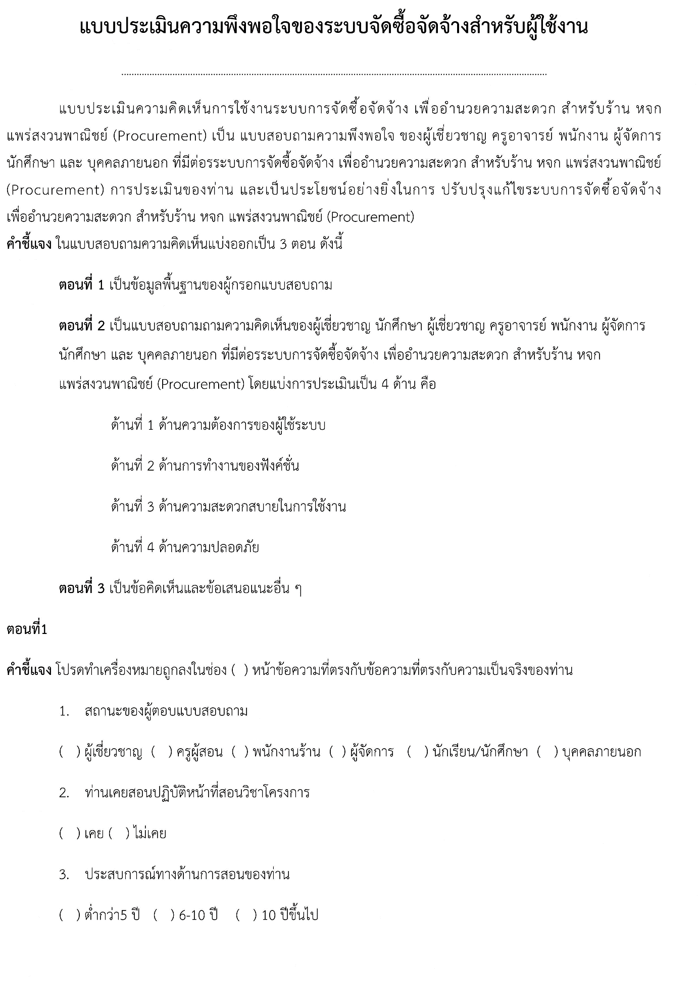 แบบประเมินความพึงพอใจของระบบจัดซื้อจัดจ้างสำหรับผู้ใช้งาน
................................................................................................................................................................
แบบประเมินความคิดเห็นการใช้งานระบบการจัดซื้อจัดจ้าง เพื่ออำนวยความสะดวก สำหรับร้าน หจก
แพร่สงวนพาณิชย์ (Procurement) เป็น แบบสอบถามความพึงพอใจ ของผู้เชี่ยวชาญ ครูอาจารย์ พนักงาน ผู้จัดการ
นักศึกษา และ บุคคลภายนอก ที่มีต่อรระบบการจัดซื้อจัดจ้าง เพื่ออำนวยความสะดวก สำหรับร้าน หจก แพร่สงวนพาณิชย์
(Procurement) การประเมินของท่าน และเป็นประโยชน์อย่างยิ่งในการ ปรับปรุงแก้ไขระบบการจัดซื้อจัดจ้าง
เพื่ออำนวยความสะดวก สำหรับร้าน หจก แพร่สงวนพาณิชย์ (Procurement)
คำชี้แจง ในแบบสอบถามความคิดเห็นแบ่งออกเป็น 3 ตอน ดังนี้
ตอนที่ 1 เป็นข้อมูลพื้นฐานของผู้กรอกแบบสอบถาม
ตอนที่ 2 เป็นแบบสอบถามถามความคิดเห็นของผู้เชี่ยวชาญ นักศึกษา ผู้เชี่ยวชาญ ครูอาจารย์ พนักงาน ผู้จัดการ
นักศึกษา และ บุคคลภายนอก ที่มีต่อรระบบการจัดซื้อจัดจ้าง เพื่ออำนวยความสะดวก สำหรับร้าน หจก
แพร่สงวนพาณิชย์ (Procurement) โดยแบ่งการประเมินเป็น 4 ด้าน คือ
ด้านที่ 1 ด้านความต้องการของผู้ใช้ระบบ
ด้านที่ 2 ด้านการทำงานของฟังค์ชั่น
ด้านที่ 3 ด้านความสะดวกสบายในการใช้งาน
ด้านที่ 4 ด้านความปลอดภัย
ตอนที่ 3 เป็นข้อคิดเห็นและข้อเสนอแนะอื่น ๆ
ตอนที่1
คำชี้แจง โปรดทำเครื่องหมายถูกลงในช่อง ( ) หน้าข้อความที่ตรงกับข้อความที่ตรงกับความเป็นจริงของท่าน
1. สถานะของผู้ตอบแบบสอบถาม
( ) ผู้เชี่ยวชาญ ( ) ครูผู้สอน ( ) พนักงานร้าน ( ) ผู้จัดการ ( ) นักเรียน/นักศึกษา ( ) บุคคลภายนอก
2. ท่านเคยสอนปฏิบัติหน้าที่สอนวิชาโครงการ
( ) เคย ( ) ไม่เคย
3. ประสบการณ์ทางด้านการสอนของท่าน
( ) ต่ำกว่า5 ปี ( ) 6-10 ปี ( ) 10 ปีขึ้นไป